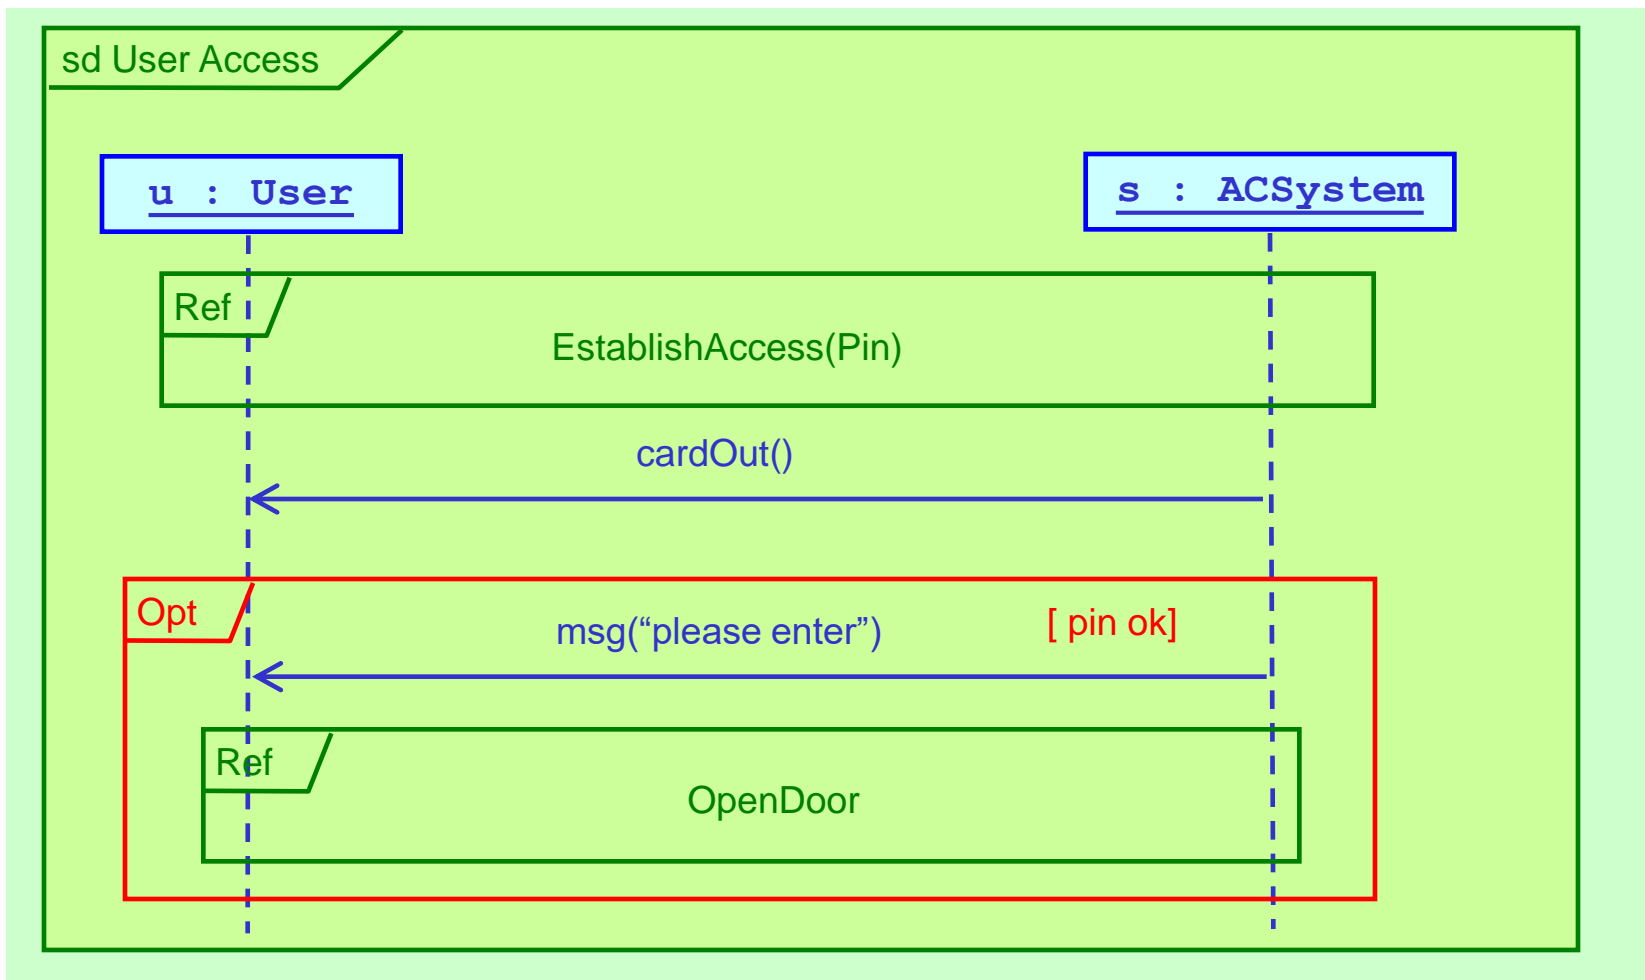 sd User Access
u : User
s : ACSystem
Ref
EstablishAccess(Pin)
cardOut()
Opt
msg(“please enter”)
[ pin ok]
Ref
OpenDoor